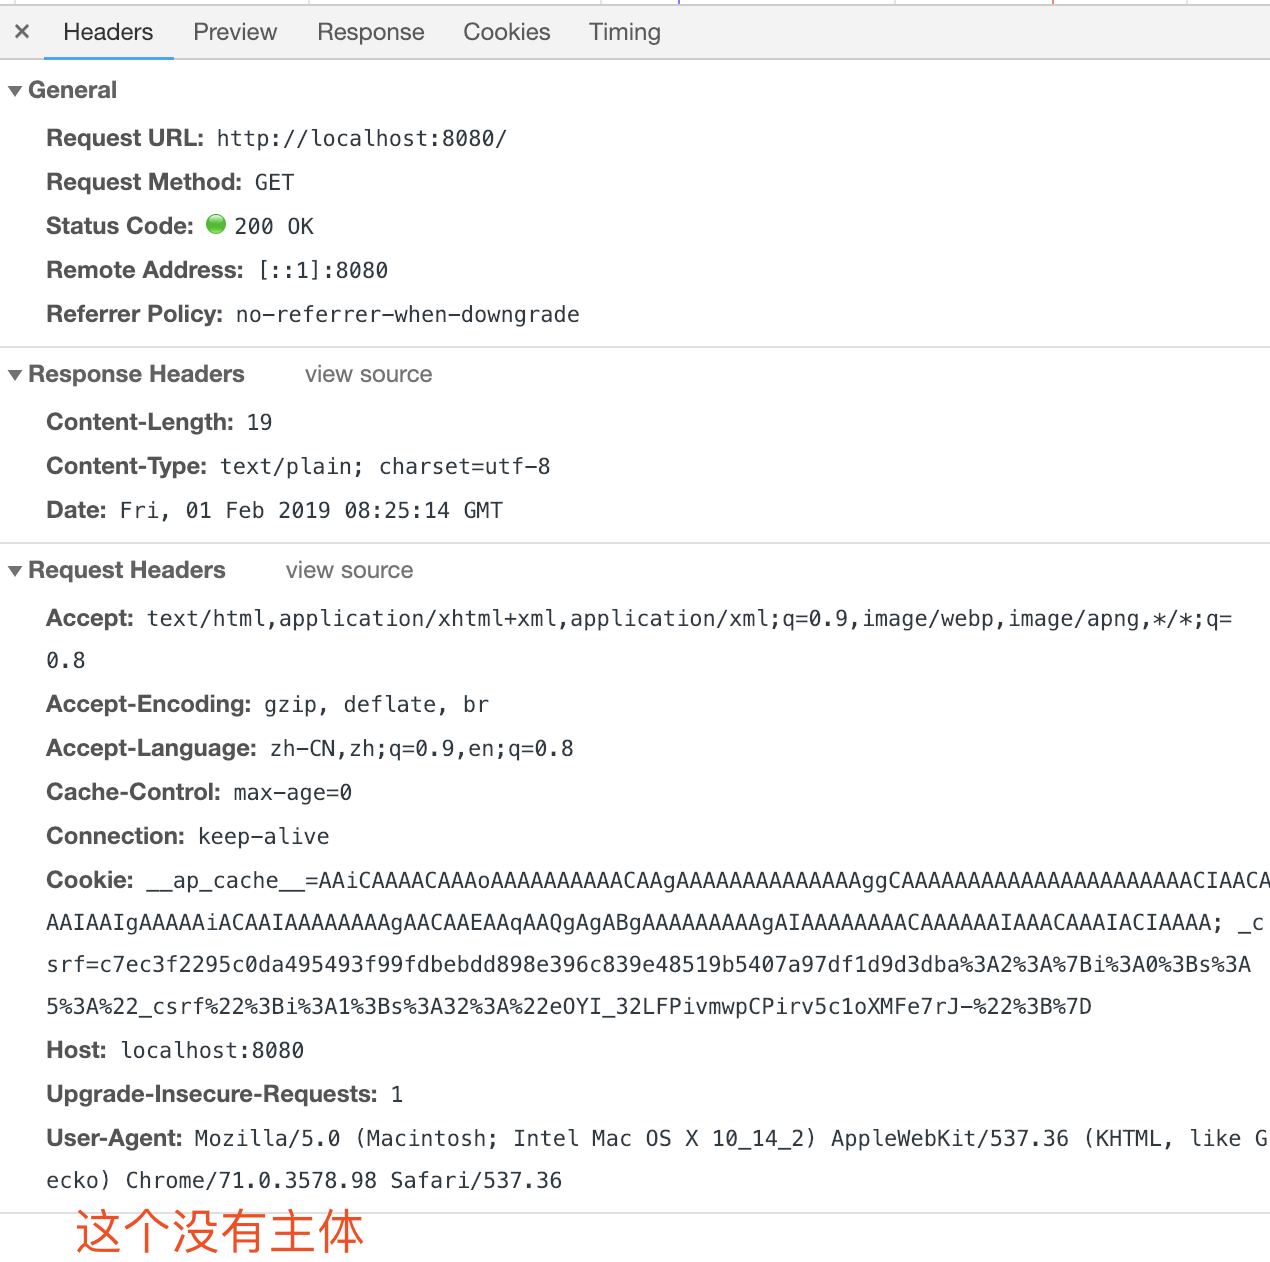 × Headers Preview Response Cookies Timing
▼ General
Request URL: http://localhost:8080/
Request Method: GET
Status Code: 200 OK
Remote Address: [::1]:8080
Referrer Policy: no-referrer-when-downgrade
▼ Response Headers view source
Content-Length: 19
Content-Type: text/plain; charset=utf-8
Date: Fri, 01 Feb 2019 08:25:14 GMT
▼ Request Headers view source
Accept: text/html,application/xhtml+xml,application/xml;q=0.9,image/webp,image/apng,*/*;q=
0.8
Accept-Encoding: gzip, deflate, br
Accept-Language: zh-CN,zh;q=0.9,en;q=0.8
Cache-Control: max-age=0
Connection: keep-alive
Cookie: __ap_cache__=AAiCAAAACAAAoAAAAAAAAAACAAgAAAAAAAAAAAAAAggCAAAAAAAAAAAAAAAAAAAAAACIAACA
AAIAAIgAAAAAiACAAIAAAAAAAAgAACAAEAAqAAQgAgABgAAAAAAAAAgAIAAAAAAAACAAAAAAIAAACAAAIACIAAAA; _c
srf=c7ec3f2295c0da495493f99fdbebdd898e396c839e48519b5407a97df1d9d3dba%3A2%3A%7Bi%3A0%3Bs%3A
5%3A%22_csrf%22%3Bi%3A1%3Bs%3A32%3A%22eOYI_32LFPivmwpCPirv5c1oXMFe7rJ-%22%3B%7D
Host: localhost:8080
Upgrade-Insecure-Requests: 1
User-Agent: Mozilla/5.0 (Macintosh; Intel Mac OS X 10_14_2) AppleWebKit/537.36 (KHTML, like G
ecko) Chrome/71.0.3578.98 Safari/537.36
这个没有主体